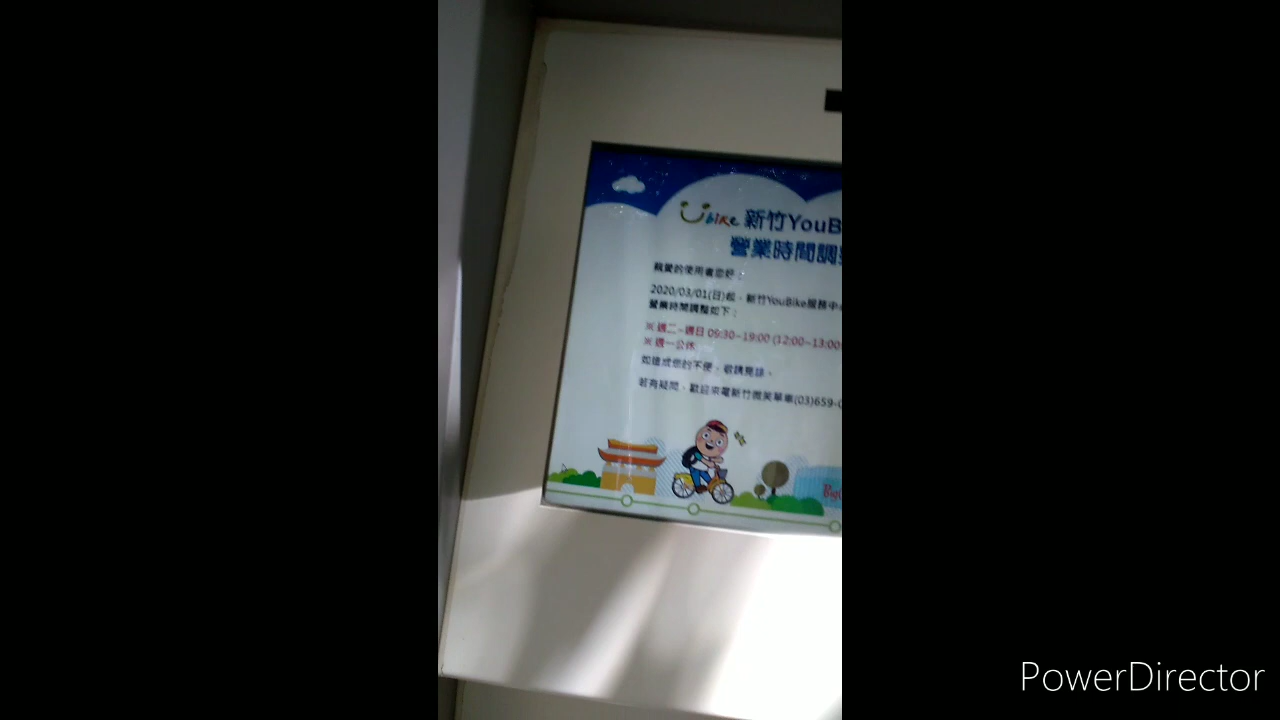 Ubike 新竹YouB
營業時間調整
親愛的使用者您好：
2020/03/01(日)起，新竹YouBike服務中
營業時間調整如下：
※週二~週日 09:30~19:00 (12:00~13:00
※週一公休
如造成您的不便，敬請見諒。
若有疑問，歡迎來電新竹微笑單車(03)659-0
PowerDirector